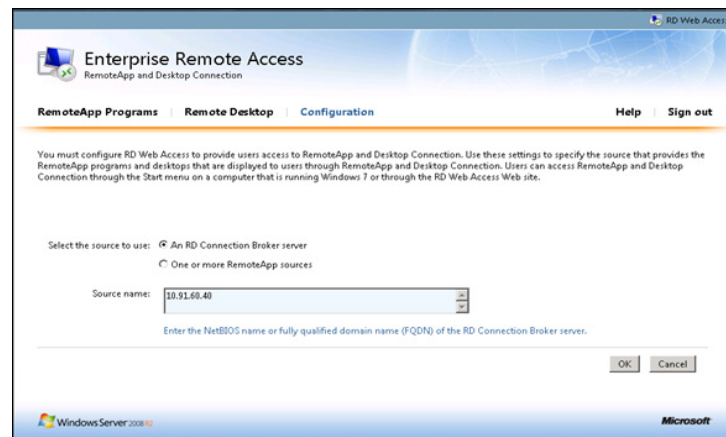 RD Web Access
Enterprise Remote Access
RemoteApp and Desktop Connection
RemoteApp Programs | Remote Desktop | Configuration Help | Sign out
You must configure RD Web Access to provide users access to RemoteApp and Desktop Connection. Use these settings to specify the source that provides the
RemoteApp programs and desktops that are displayed to users through RemoteApp and Desktop Connection. Users can access RemoteApp and Desktop
Connection through the Start menu on a computer that is running Windows 7 or through the RD Web Access Web site.
Select the source to use: An RD Connection Broker server
One or more RemoteApp sources
Source name: 10.91.60.40
Enter the NetBIOS name or fully qualified domain name (FQDN) of the RD Connection Broker server.
OK Cancel
Windows Server 2008 R2 Microsoft